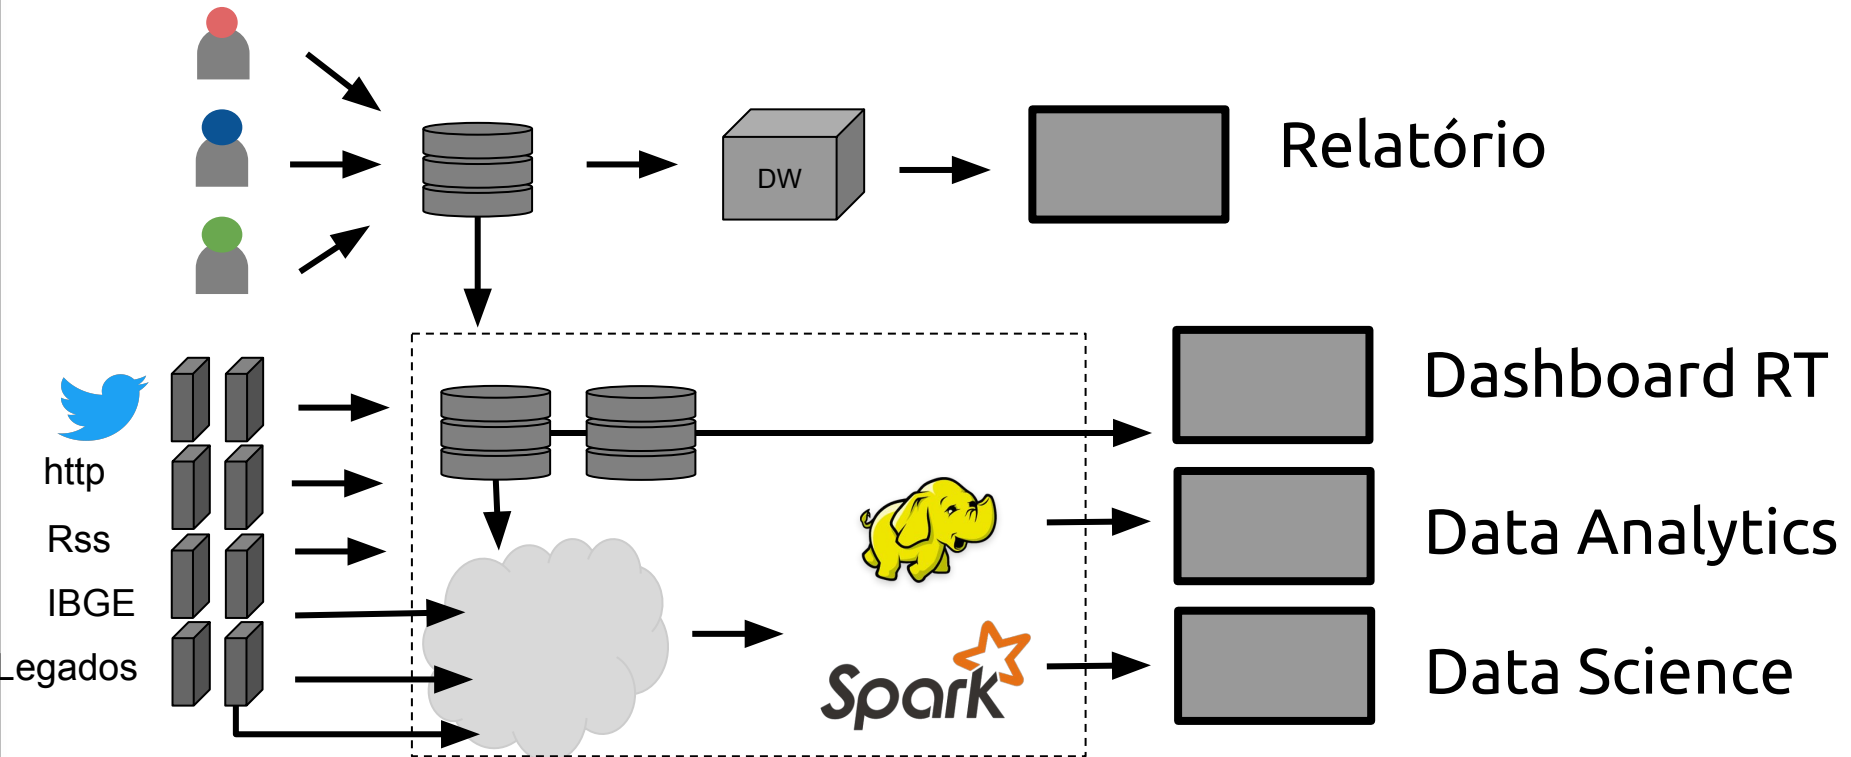 DW
Relatório
Dashboard RT
http
Rss
Data Analytics
IBGE
Legados
Spark
Data Science